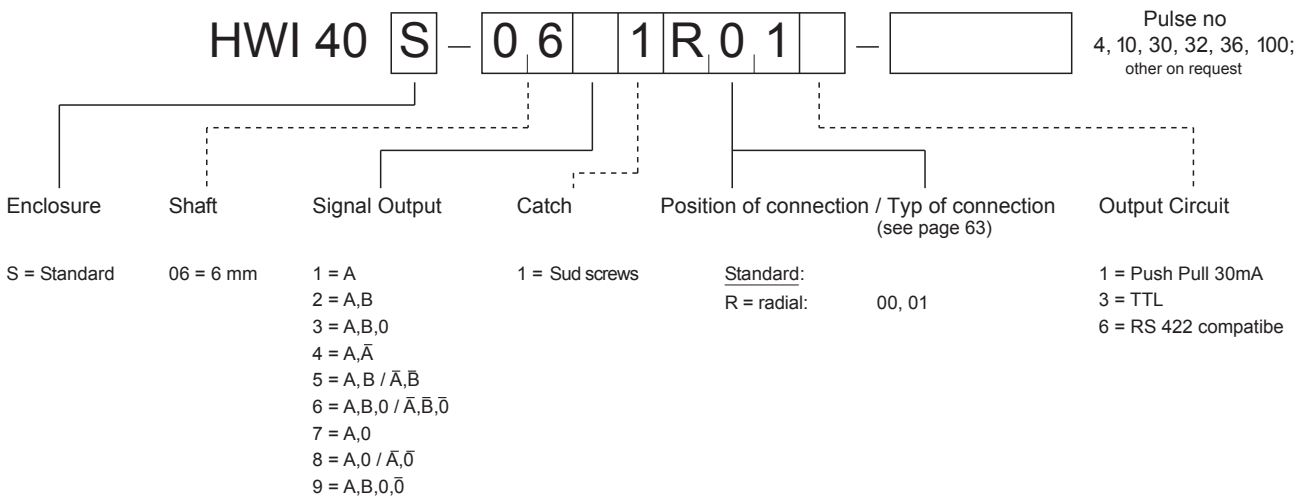 HWI 40 S – 0 6 1 R 0 1 –
Pulse no
4, 10, 30, 32, 36, 100;
other on request
Enclosure
S = Standard
Shaft
06 = 6 mm
Signal Output
1 = A
2 = A,B
3 = A,B,0
4 = A,Ā
5 = A,B / Ā,B̄
6 = A,B,0 / Ā,B̄,0̄
7 = A,0
8 = A,0 / Ā,0̄
9 = A,B,0,0̄
Catch
1 = Sud screws
Position of connection / Typ of connection
(see page 63)
Standard:
R = radial: 00, 01
Output Circuit
1 = Push Pull 30mA
3 = TTL
6 = RS 422 compatibe